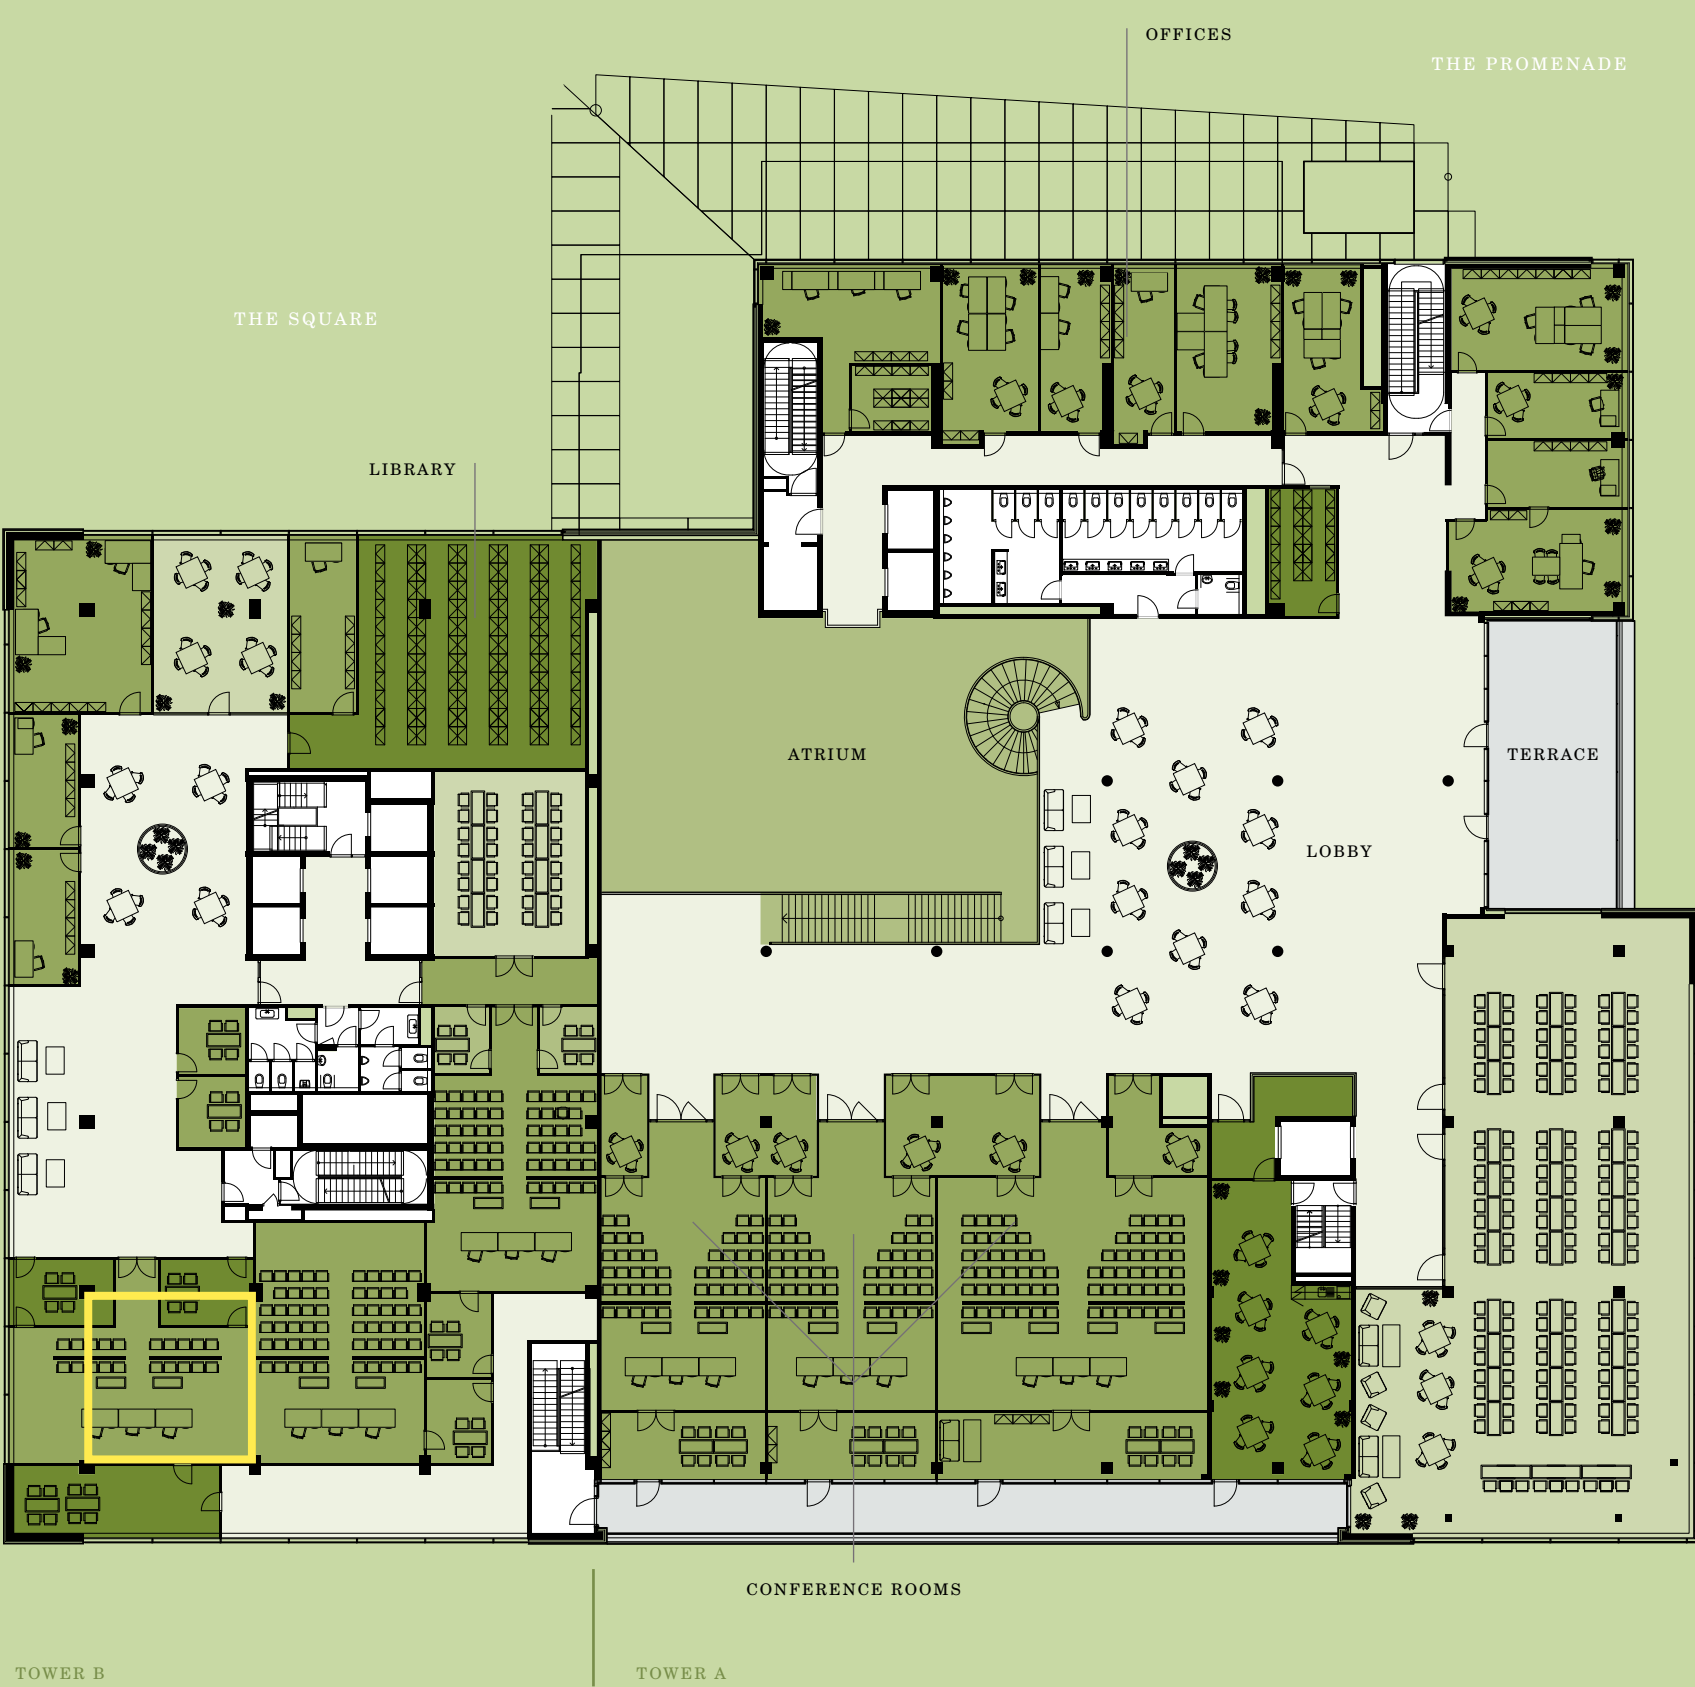 OFFICES
THE PROMENADE
THE SQUARE
LIBRARY
ATRIUM
TERRACE
LOBBY
CONFERENCE ROOMS
TOWER B
TOWER A